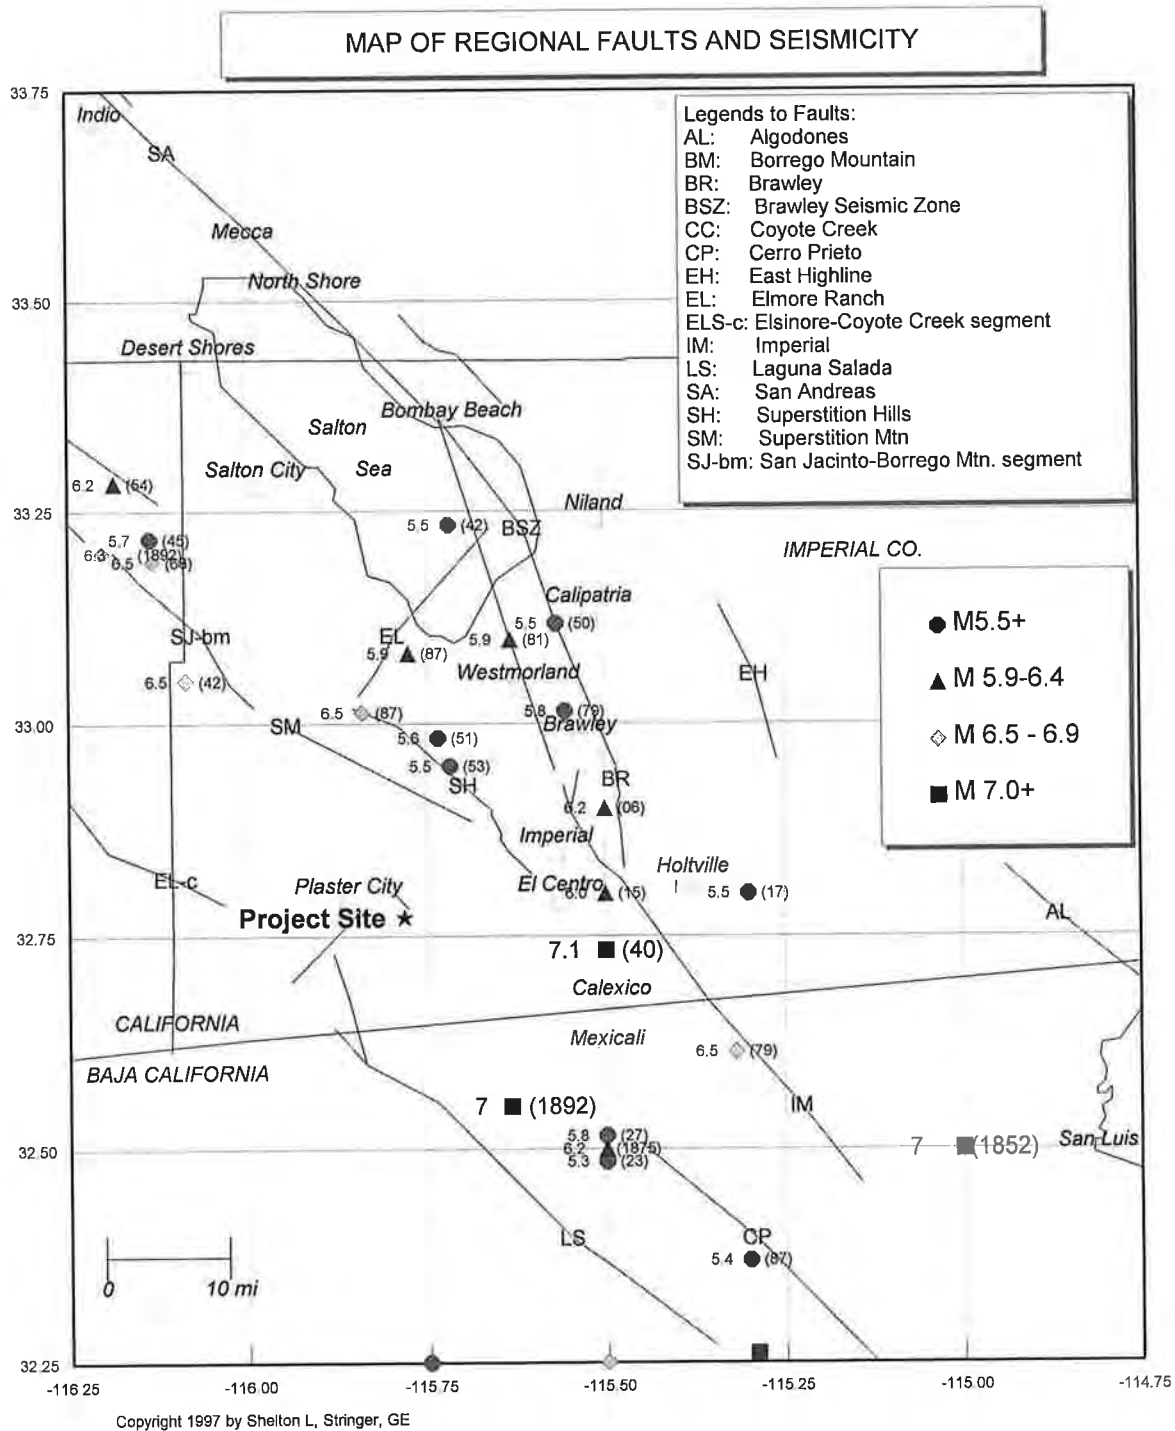 MAP OF REGIONAL FAULTS AND SEISMICITY
33.75
Indio
SA
Legends to Faults:
AL: Algodones
BM: Borrego Mountain
BR: Brawley
BSZ: Brawley Seismic Zone
CC: Coyote Creek
CP: Cerro Prieto
EH: East Highline
EL: Elmore Ranch
ELS-c: Elsinore-Coyote Creek segment
IM: Imperial
LS: Laguna Salada
SA: San Andreas
SH: Superstition Hills
SM: Superstition Mtn
SJ-bm: San Jacinto-Borrego Mtn. segment
Mecca
North Shore
33.50
Desert Shores
Bombay Beach
Salton
Sea
Salton City
6.2 (54)
Niland
33.25
5.5 (42)
BSZ
5.7 (45)
6.3 (1892)
6.5 (68)
IMPERIAL CO.
Calipatria
5.5 (50)
M5.5+
M 5.9-6.4
M 6.5 - 6.9
M 7.0+
SJ-bm
EL
5.9 (81)
5.9 (87)
Westmorland
EH
6.5 (42)
6.5 (87)
5.8 (79)
Brawley
33.00
SM
5.6 (51)
5.5 (53)
SH
BR
6.2 (06)
Imperial
Holtville
EL-c
Plaster City
El Centro
6.0 (15)
5.5 (17)
Project Site
AL
32.75
7.1 (40)
Calexico
CALIFORNIA
Mexicali
6.5 (79)
BAJA CALIFORNIA
7 (1892)
IM
5.8 (27)
6.2 (1875)
5.3 (23)
7 (1852)
San Luis
32.50
LS
CP
5.4 (87)
0 10 mi
32.25
-116 25 -116.00 -115.75 -115.50 -115.25 -115.00 -114.75
Copyright 1997 by Shelton L, Stringer, GE